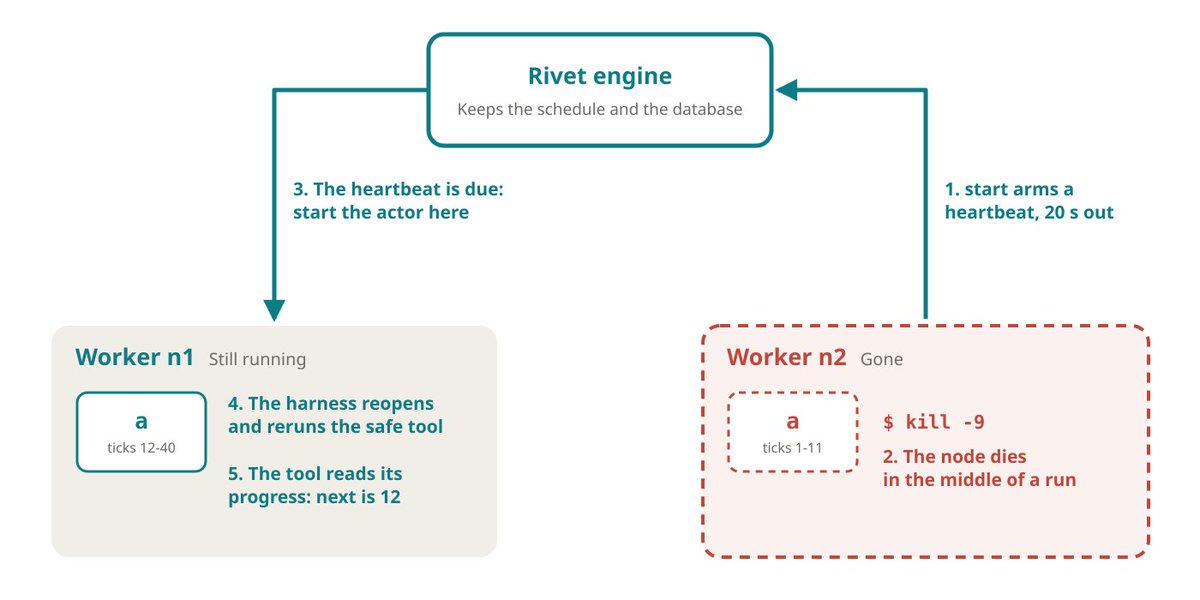 Rivet engine
Keeps the schedule and the database
3. The heartbeat is due:
start the actor here
1. start arms a
heartbeat, 20 s out
Worker n1 Still running
a
ticks 12-40
4. The harness reopens
and reruns the safe tool
5. The tool reads its
progress: next is 12
Worker n2 Gone
a
ticks 1-11
$ kill -9
2. The node dies
in the middle of a run